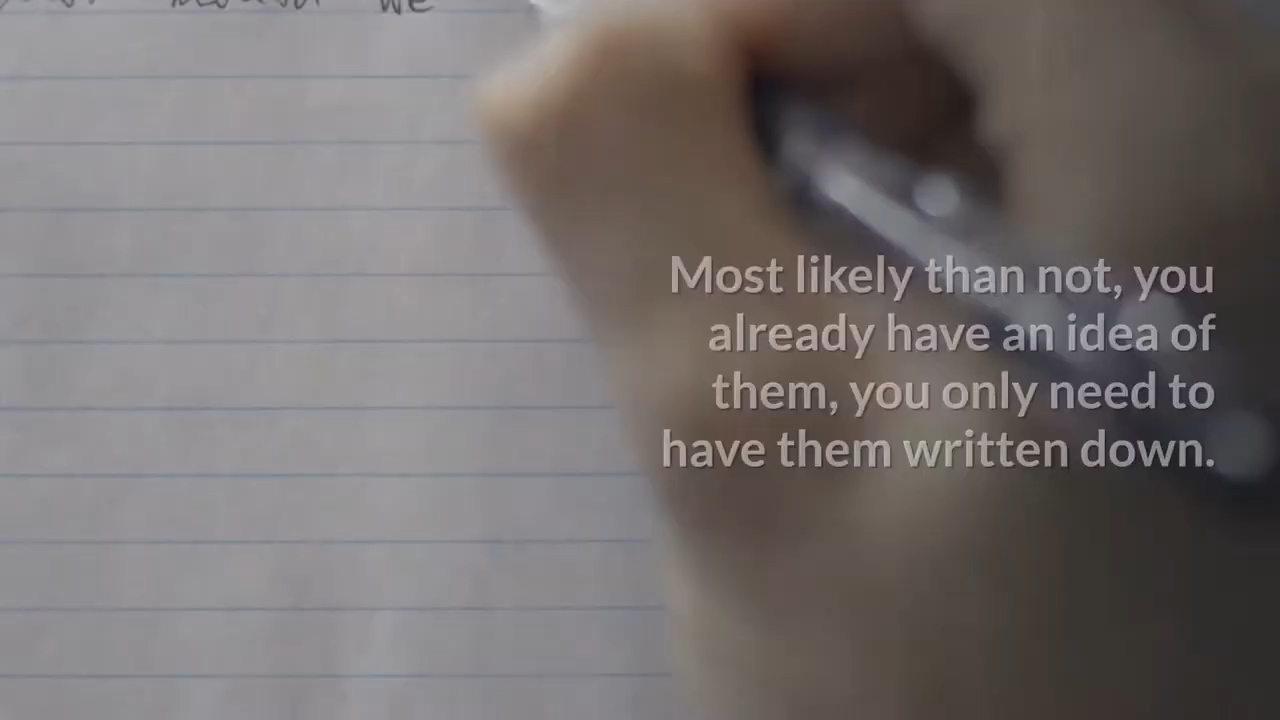 we
Most likely than not, you
already have an idea of
them, you only need to
have them written down.